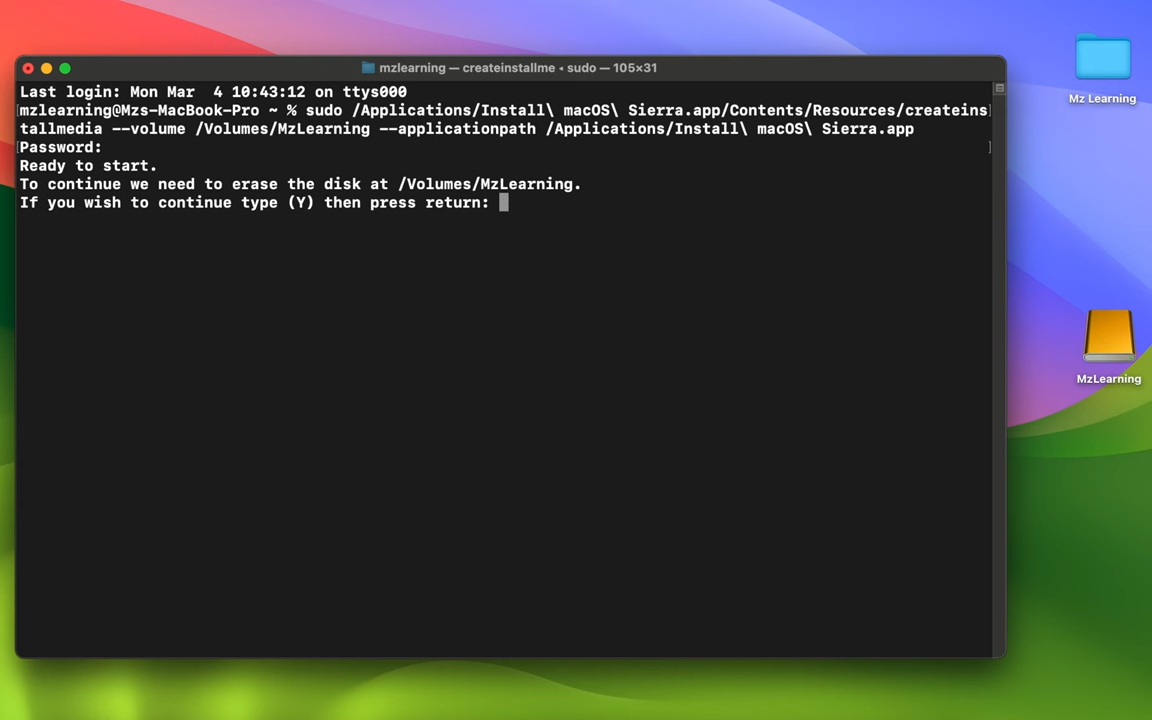 mzlearning — createinstallme ◂ sudo — 105×31
Last login: Mon Mar  4 10:43:12 on ttys000
[mzlearning@Mzs-MacBook-Pro ~ % sudo /Applications/Install\ macOS\ Sierra.app/Contents/Resources/createins]
tallmedia --volume /Volumes/MzLearning --applicationpath /Applications/Install\ macOS\ Sierra.app
[Password: ]
Ready to start.
To continue we need to erase the disk at /Volumes/MzLearning.
If you wish to continue type (Y) then press return:
Mz Learning
MzLearning